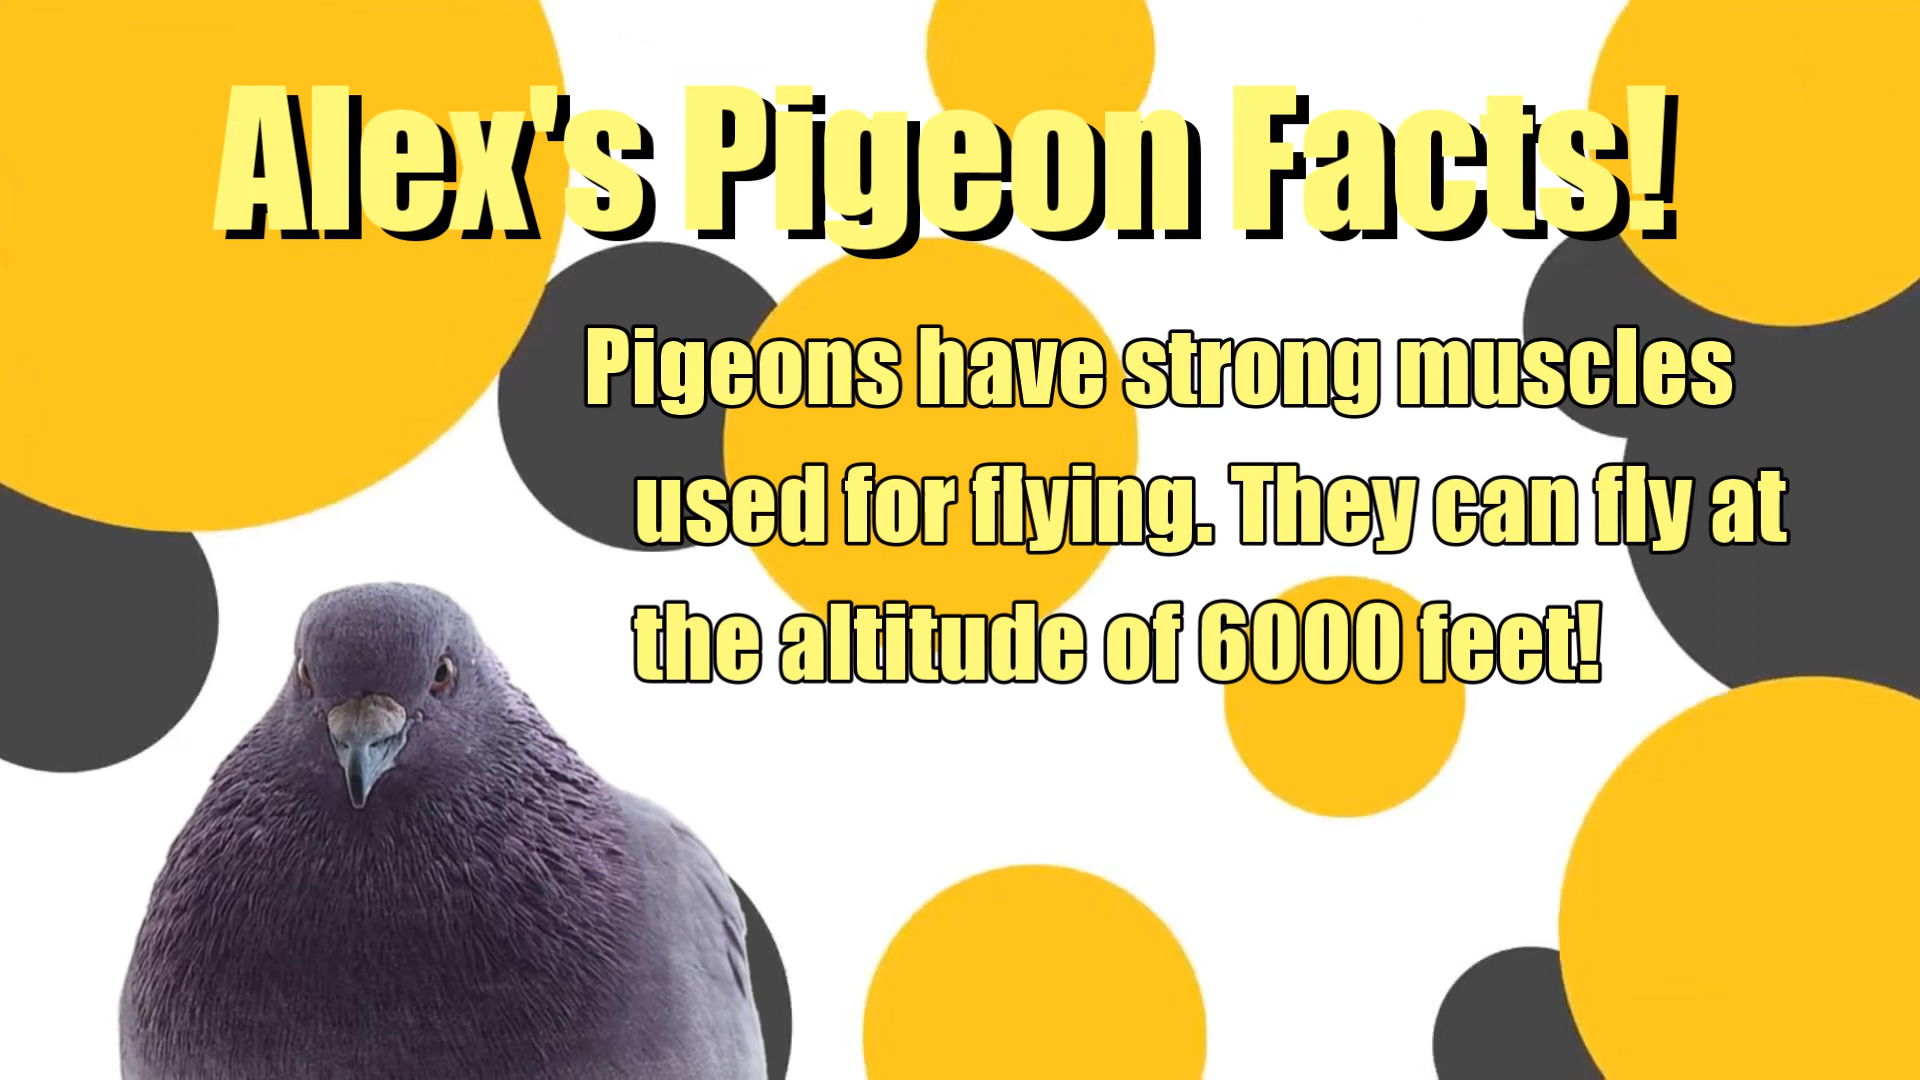 Alex's Pigeon Facts!
Pigeons have strong muscles
used for flying. They can fly at
the altitude of 6000 feet!